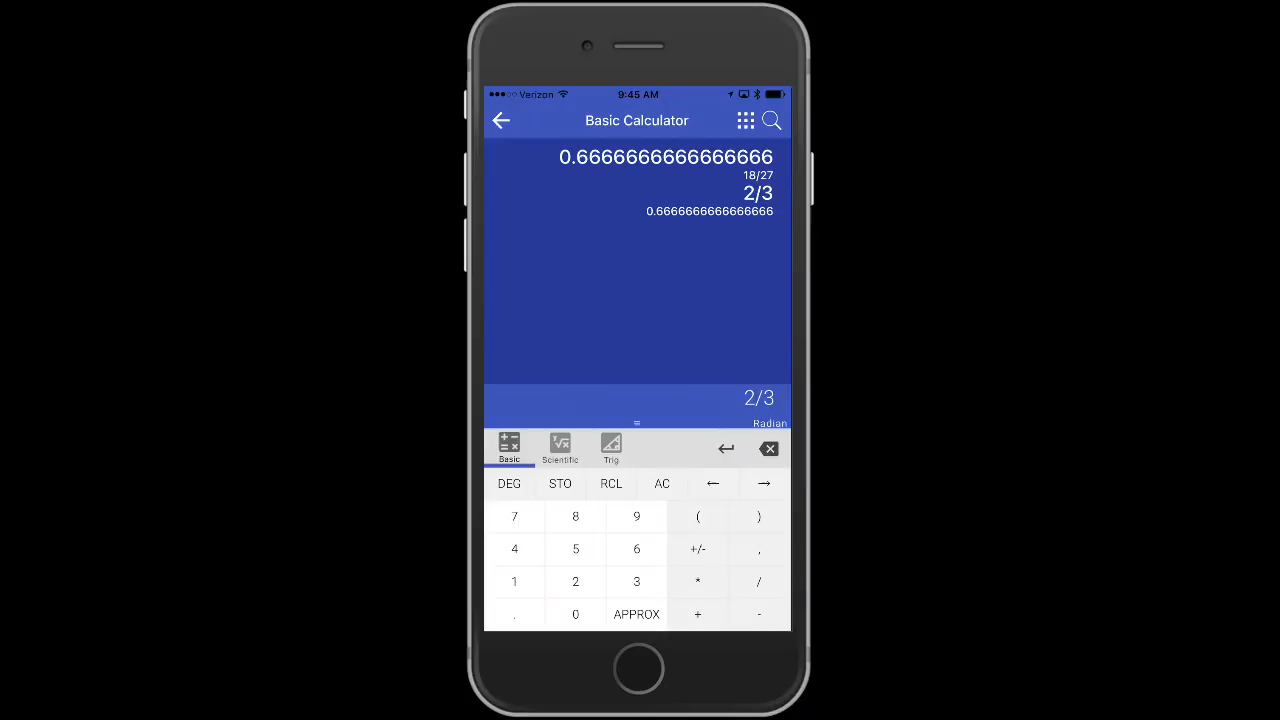 Verizon 9:45 AM
Basic Calculator
0.6666666666666666
18/27
2/3
0.6666666666666666
2/3
=
Radian
Basic Scientific Trig
DEG STO RCL AC ← →
7 8 9 ( )
4 5 6 +/- ,
1 2 3 * /
. 0 APPROX + -